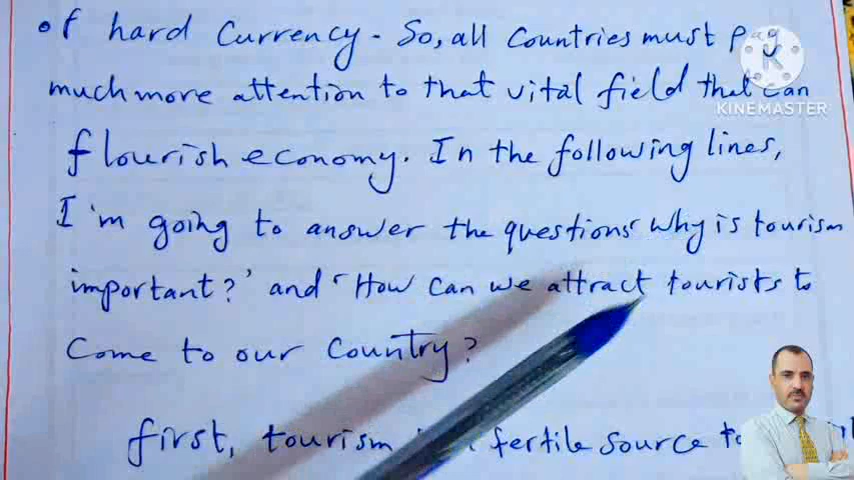 of hard Currency. So, all Countries must pay
much more attention to that vital field that can
flourish economy. In the following lines,
I'm going to answer the questions 'why is tourism
important?' and 'How can we attract tourists to
Come to our Country?
first, tourism fertile source
KINEMASTER